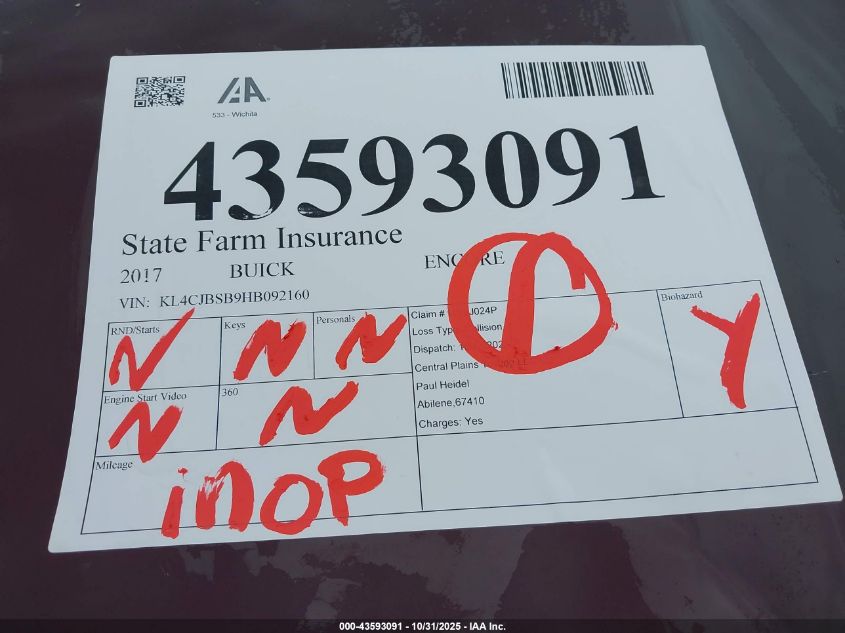 IAA
533 - Wichita
43593091
State Farm Insurance
2017 BUICK
VIN: KL4CJBSB9HB092160
RND/Starts N
Keys N
Personals N
Engine Start Video N
360 N
Mileage
inop
Claim # J024P
Loss Type:
Dispatch:
Central Plains
Paul Heidel
Abilene,67410
Charges: Yes
Biohazard
Y
000-43593091 - 10/31/2025 - IAA Inc.